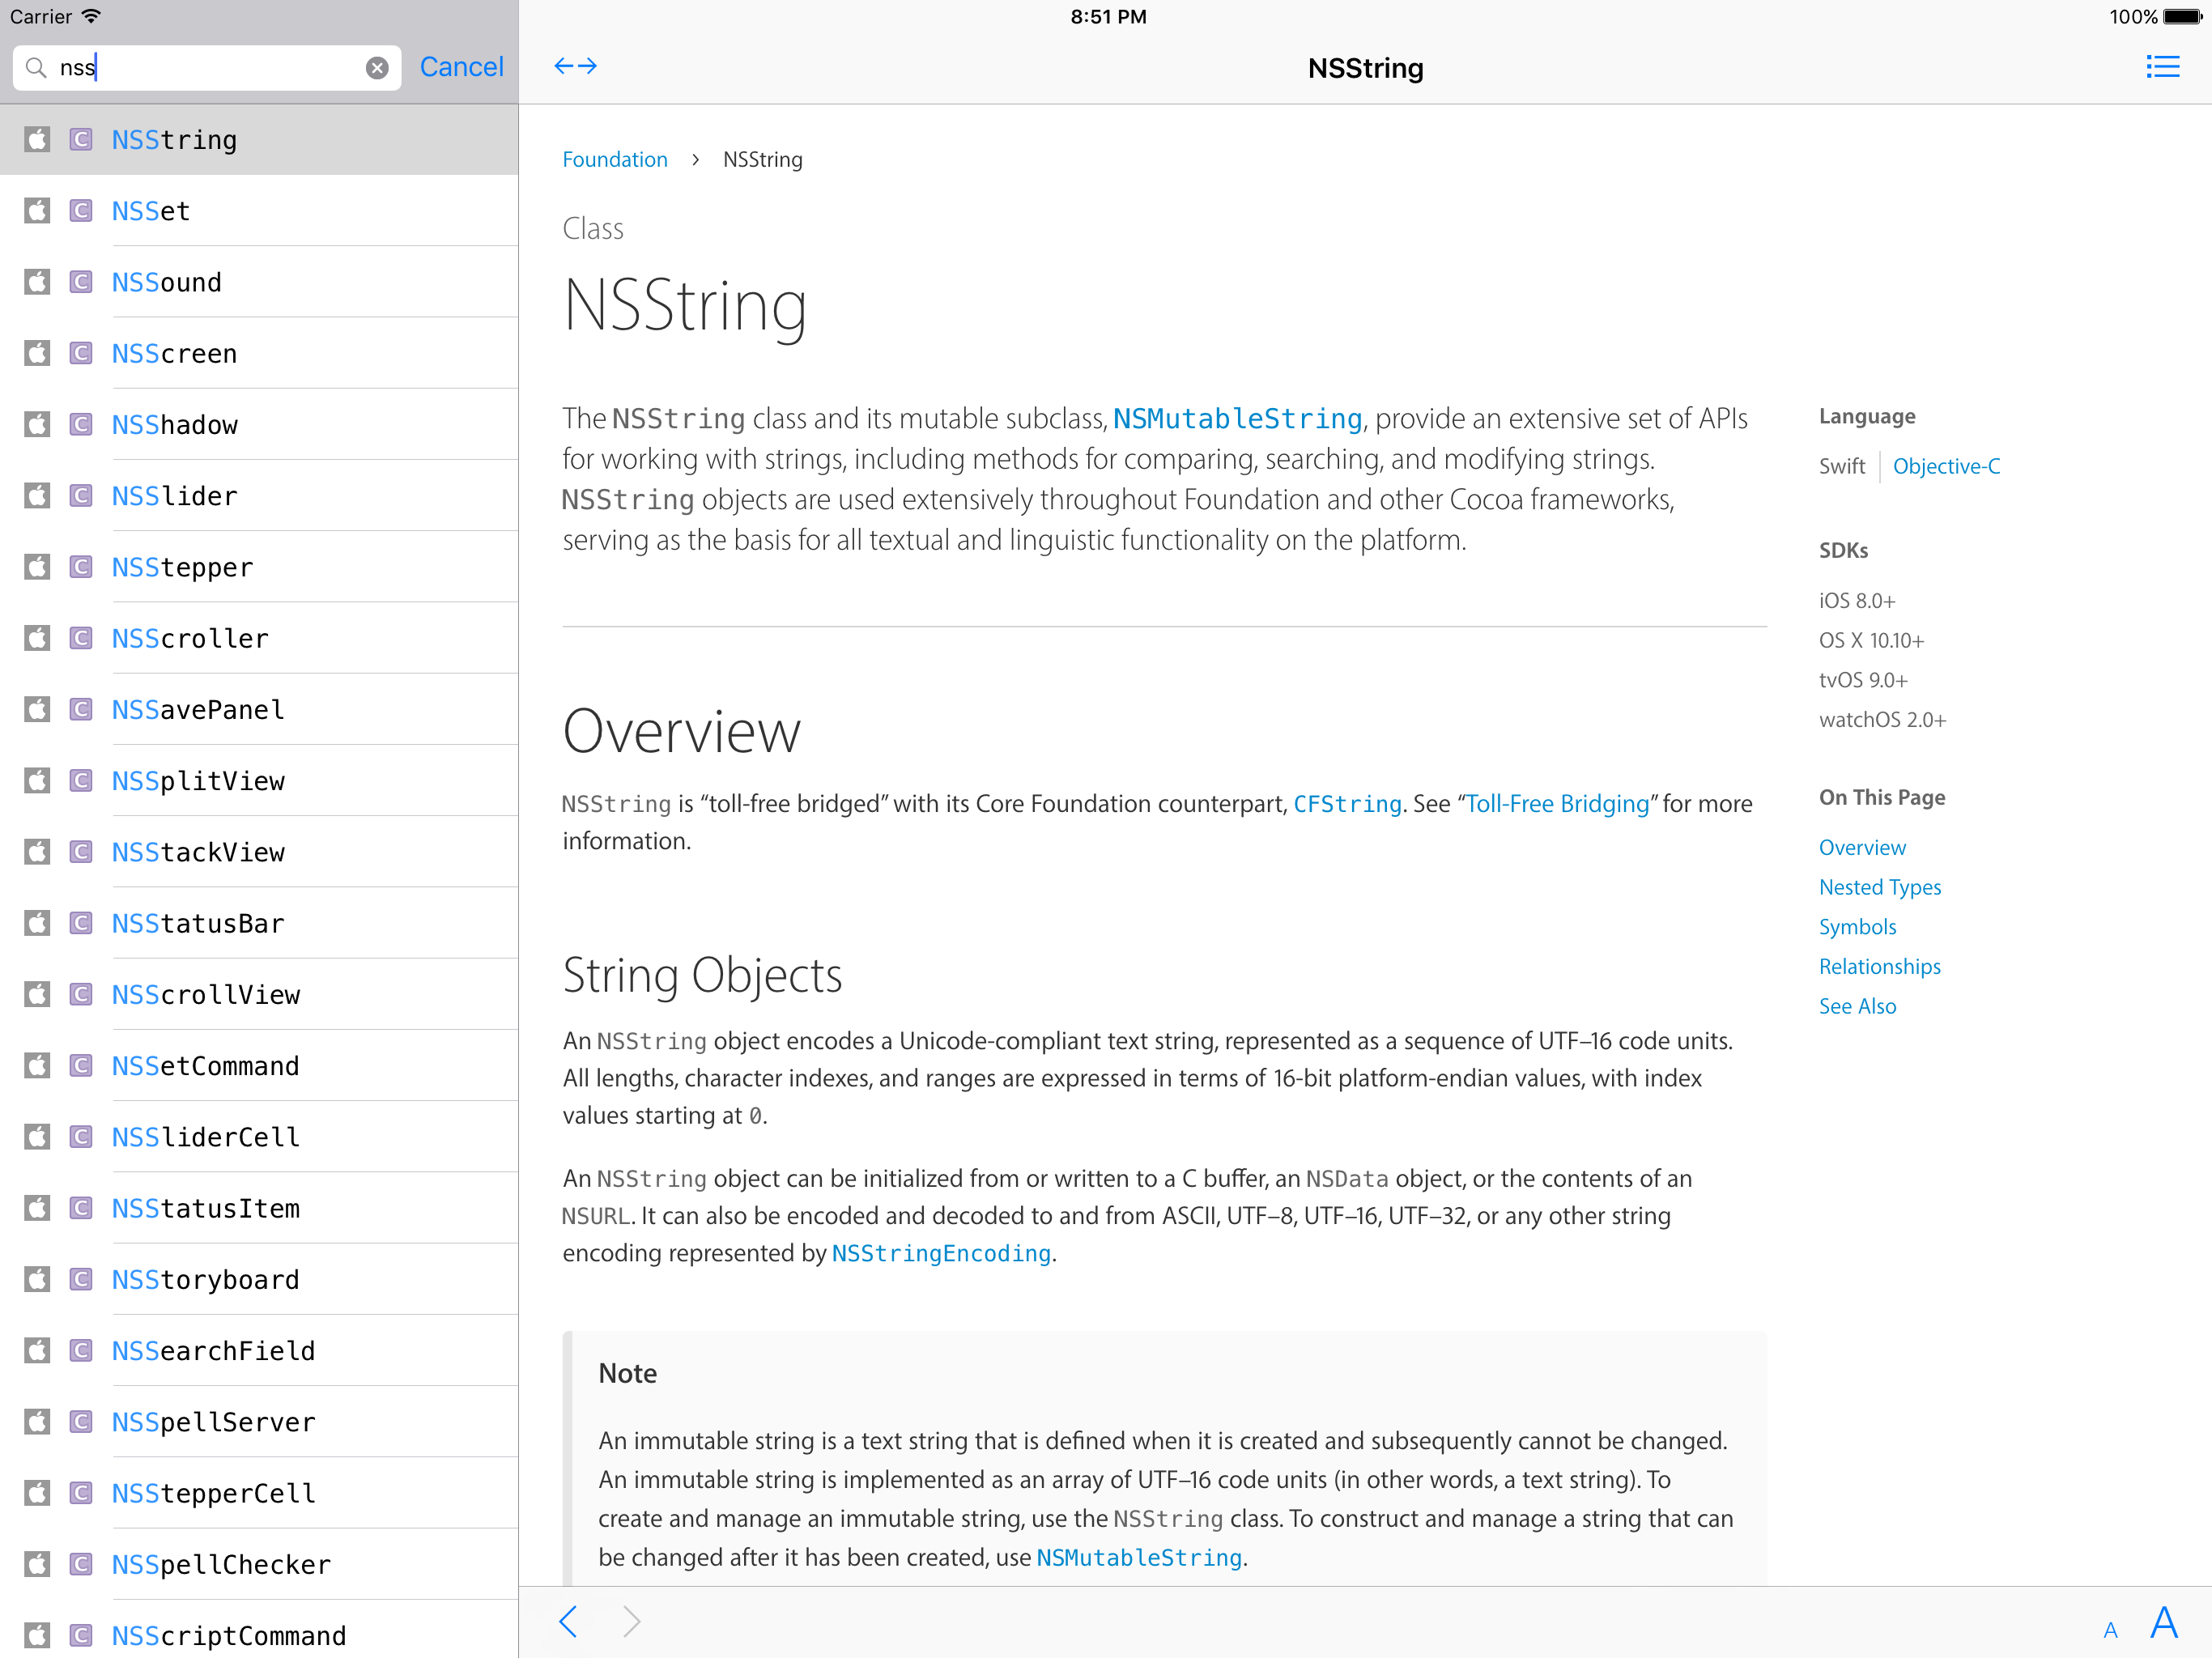 Carrier
8:51 PM
100%
nss
Cancel
NSString
NSString
NSSet
NSSound
NSScreen
NSShadow
NSSlider
NSStepper
NSScroller
NSSavePanel
NSSplitView
NSStackView
NSStatusBar
NSScrollView
NSSetCommand
NSSliderCell
NSStatusItem
NSStoryboard
NSSearchField
NSSpellServer
NSStepperCell
NSSpellChecker
NSScriptCommand
Foundation › NSString
Class
NSString
The NSString class and its mutable subclass, NSMutableString, provide an extensive set of APIs
for working with strings, including methods for comparing, searching, and modifying strings.
NSString objects are used extensively throughout Foundation and other Cocoa frameworks,
serving as the basis for all textual and linguistic functionality on the platform.
Overview
NSString is “toll-free bridged” with its Core Foundation counterpart, CFString. See “Toll-Free Bridging” for more
information.
String Objects
An NSString object encodes a Unicode-compliant text string, represented as a sequence of UTF–16 code units.
All lengths, character indexes, and ranges are expressed in terms of 16-bit platform-endian values, with index
values starting at 0.
An NSString object can be initialized from or written to a C buffer, an NSData object, or the contents of an
NSURL. It can also be encoded and decoded to and from ASCII, UTF–8, UTF–16, UTF–32, or any other string
encoding represented by NSStringEncoding.
Note
An immutable string is a text string that is defined when it is created and subsequently cannot be changed.
An immutable string is implemented as an array of UTF–16 code units (in other words, a text string). To
create and manage an immutable string, use the NSString class. To construct and manage a string that can
be changed after it has been created, use NSMutableString.
Language
Swift | Objective-C
SDKs
iOS 8.0+
OS X 10.10+
tvOS 9.0+
watchOS 2.0+
On This Page
Overview
Nested Types
Symbols
Relationships
See Also
A A